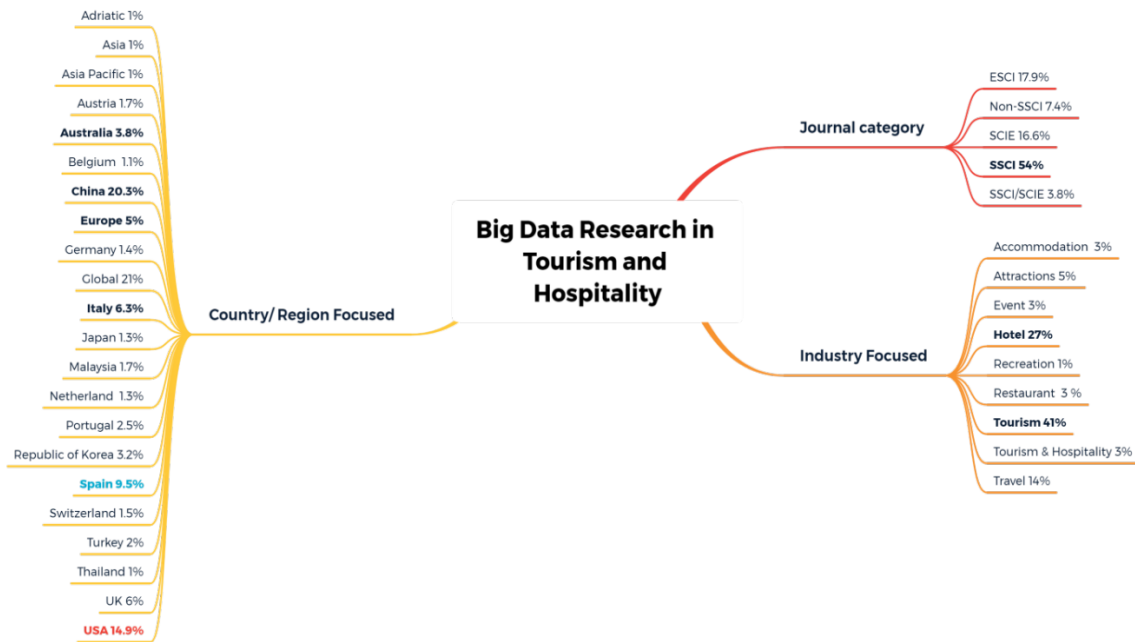 Big Data Research in
Tourism and
Hospitality
Country/ Region Focused
Adriatic 1%
Asia 1%
Asia Pacific 1%
Austria 1.7%
Australia 3.8%
Belgium 1.1%
China 20.3%
Europe 5%
Germany 1.4%
Global 21%
Italy 6.3%
Japan 1.3%
Malaysia 1.7%
Netherland 1.3%
Portugal 2.5%
Republic of Korea 3.2%
Spain 9.5%
Switzerland 1.5%
Turkey 2%
Thailand 1%
UK 6%
USA 14.9%
Journal category
ESCI 17.9%
Non-SSCI 7.4%
SCIE 16.6%
SSCI 54%
SSCI/SCIE 3.8%
Industry Focused
Accommodation 3%
Attractions 5%
Event 3%
Hotel 27%
Recreation 1%
Restaurant 3 %
Tourism 41%
Tourism & Hospitality 3%
Travel 14%